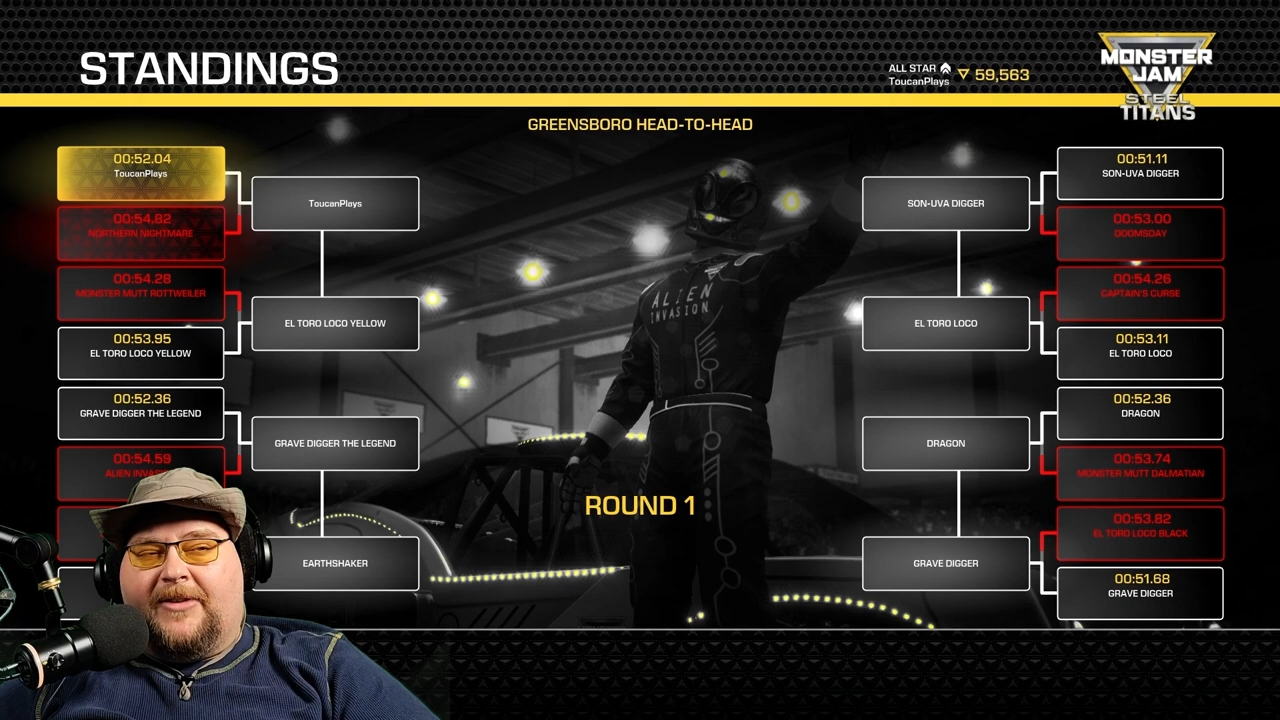 STANDINGS
ALL STAR
ToucanPlays
59,563
MONSTER
JAM
STEEL
TITANS
GREENSBORO HEAD-TO-HEAD
00:52.04
ToucanPlays
00:54.82
NORTHERN NIGHTMARE
00:54.28
MONSTER MUTT ROTTWEILER
00:53.95
EL TORO LOCO YELLOW
00:52.36
GRAVE DIGGER THE LEGEND
00:54.59
ALIEN
ToucanPlays
EL TORO LOCO YELLOW
GRAVE DIGGER THE LEGEND
EARTHSHAKER
ALIEN
INVASION
ROUND 1
SON-UVA DIGGER
EL TORO LOCO
DRAGON
GRAVE DIGGER
00:51.11
SON-UVA DIGGER
00:53.00
DOOMSDAY
00:54.26
CAPTAIN'S CURSE
00:53.11
EL TORO LOCO
00:52.36
DRAGON
00:53.74
MONSTER MUTT DALMATIAN
00:53.82
EL TORO LOCO BLACK
00:51.68
GRAVE DIGGER